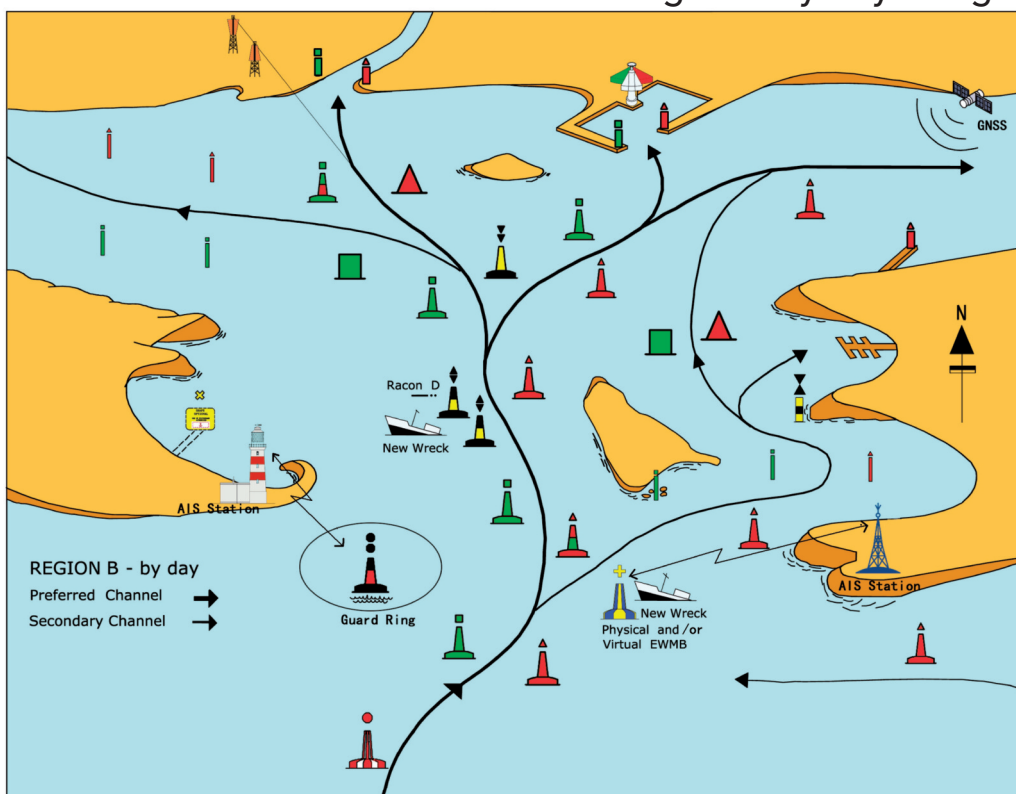 GNSS
N
Racon D
New Wreck
AIS Station
REGION B - by day
Preferred Channel
Secondary Channel
Guard Ring
New Wreck
Physical and/or
Virtual EWMB
AIS Station